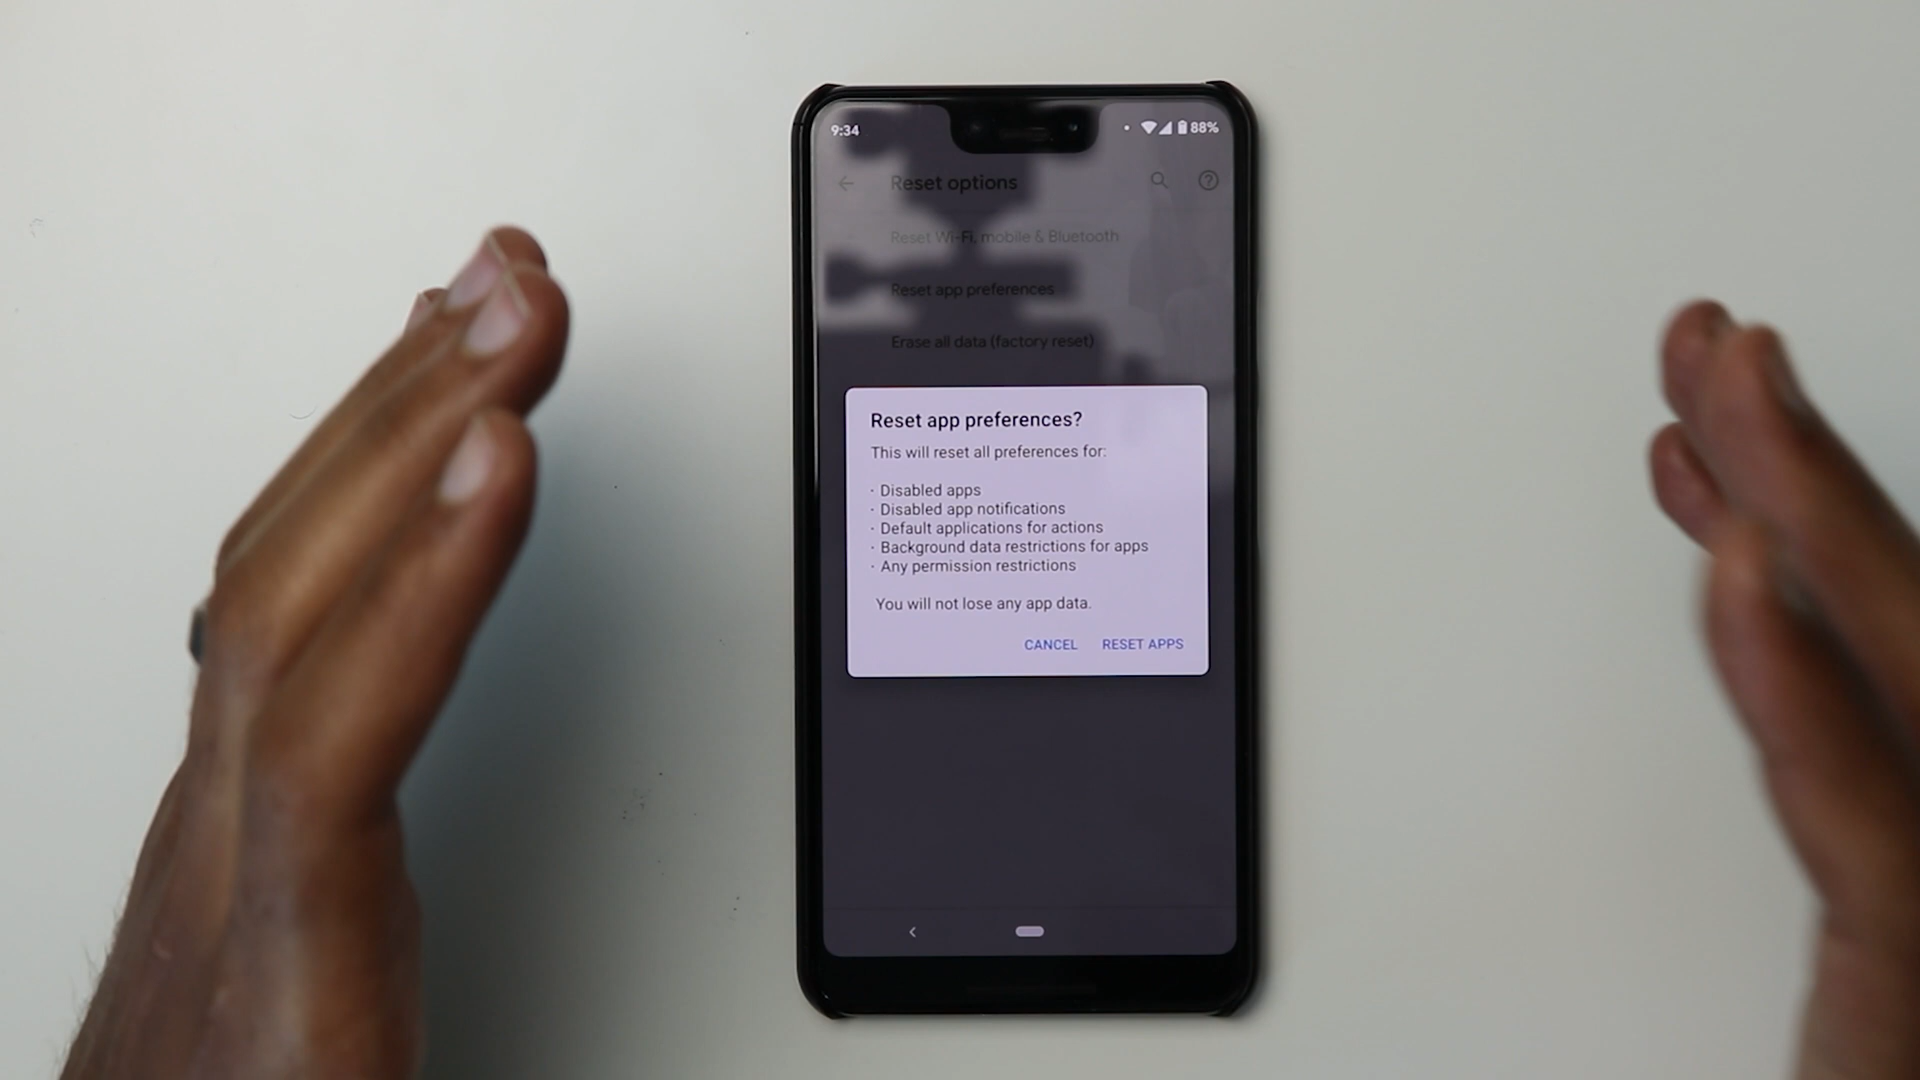 9:34
88%
Reset options
Reset Wi-Fi, mobile & Bluetooth
Reset app preferences
Erase all data (factory reset)
Reset app preferences?
This will reset all preferences for:
· Disabled apps
· Disabled app notifications
· Default applications for actions
· Background data restrictions for apps
· Any permission restrictions
You will not lose any app data.
CANCEL RESET APPS